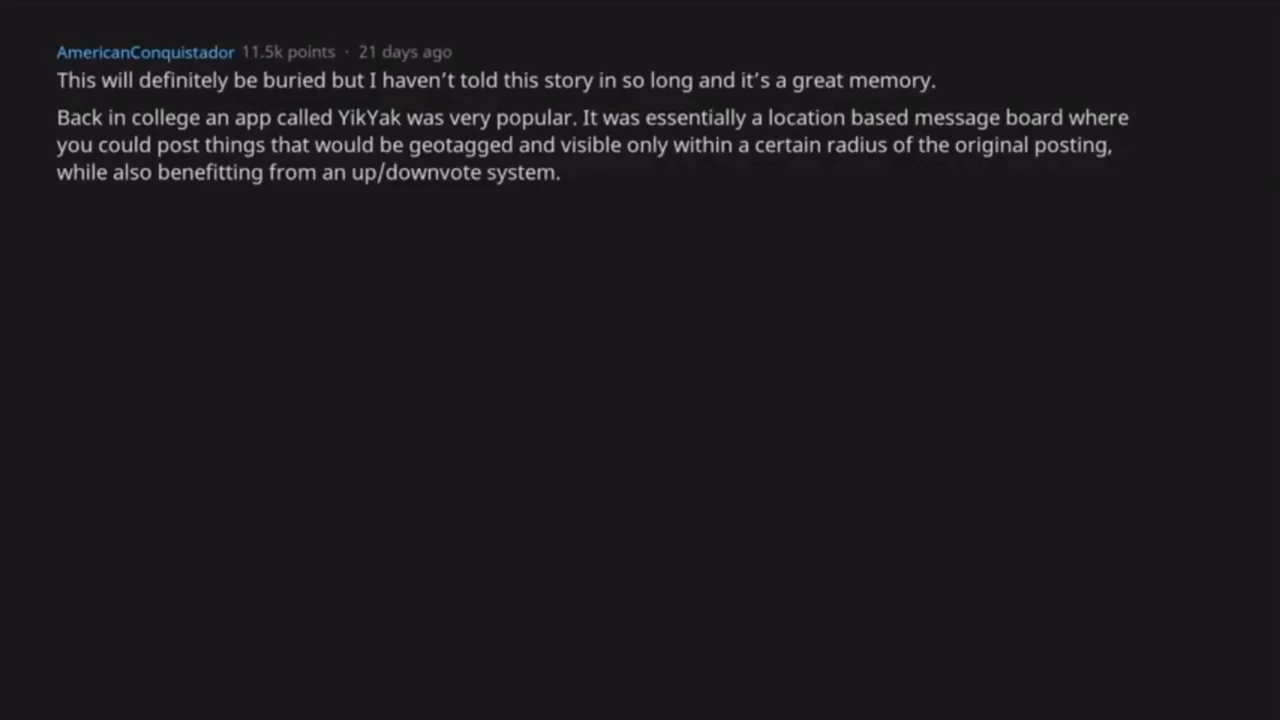 AmericanConquistador 11.5k points · 21 days ago
This will definitely be buried but I haven't told this story in so long and it's a great memory.
Back in college an app called YikYak was very popular. It was essentially a location based message board where
you could post things that would be geotagged and visible only within a certain radius of the original posting,
while also benefitting from an up/downvote system.